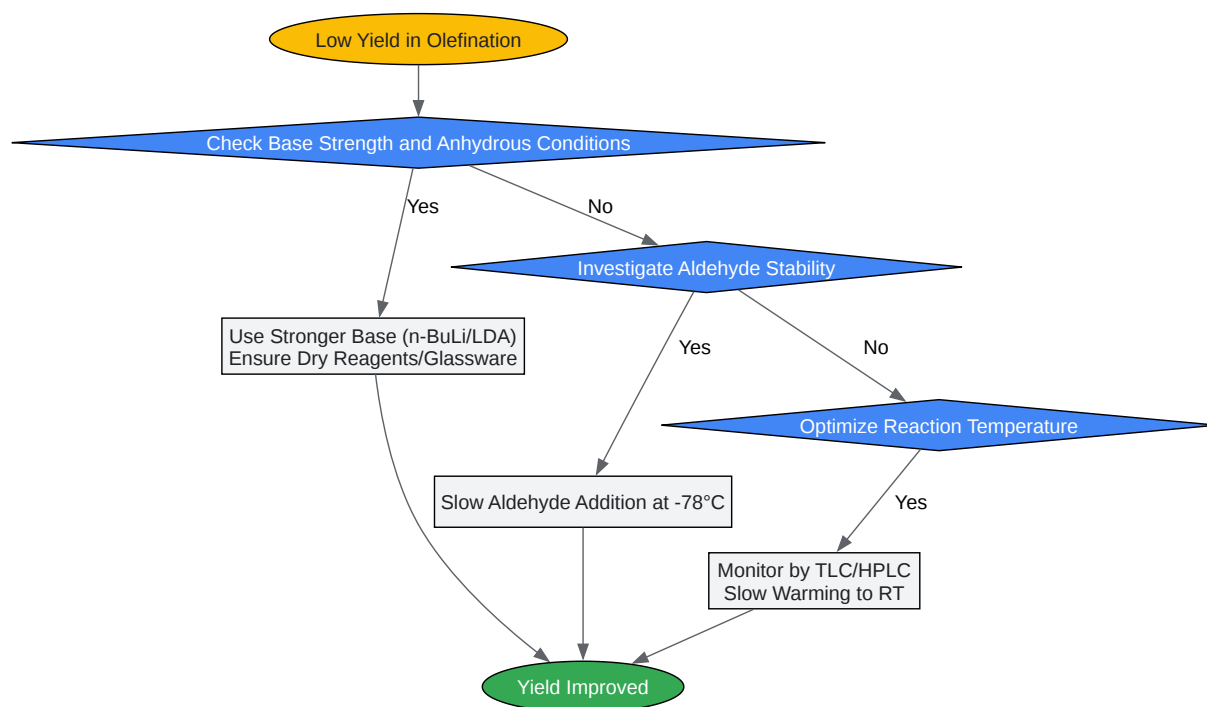 Low Yield in Olefination
Check Base Strength and Anhydrous Conditions
Yes
No
Investigate Aldehyde Stability
Use Stronger Base (n-BuLi/LDA)
Ensure Dry Reagents/Glassware
Yes
No
Optimize Reaction Temperature
Slow Aldehyde Addition at -78°C
Yes
Monitor by TLC/HPLC
Slow Warming to RT
Yield Improved